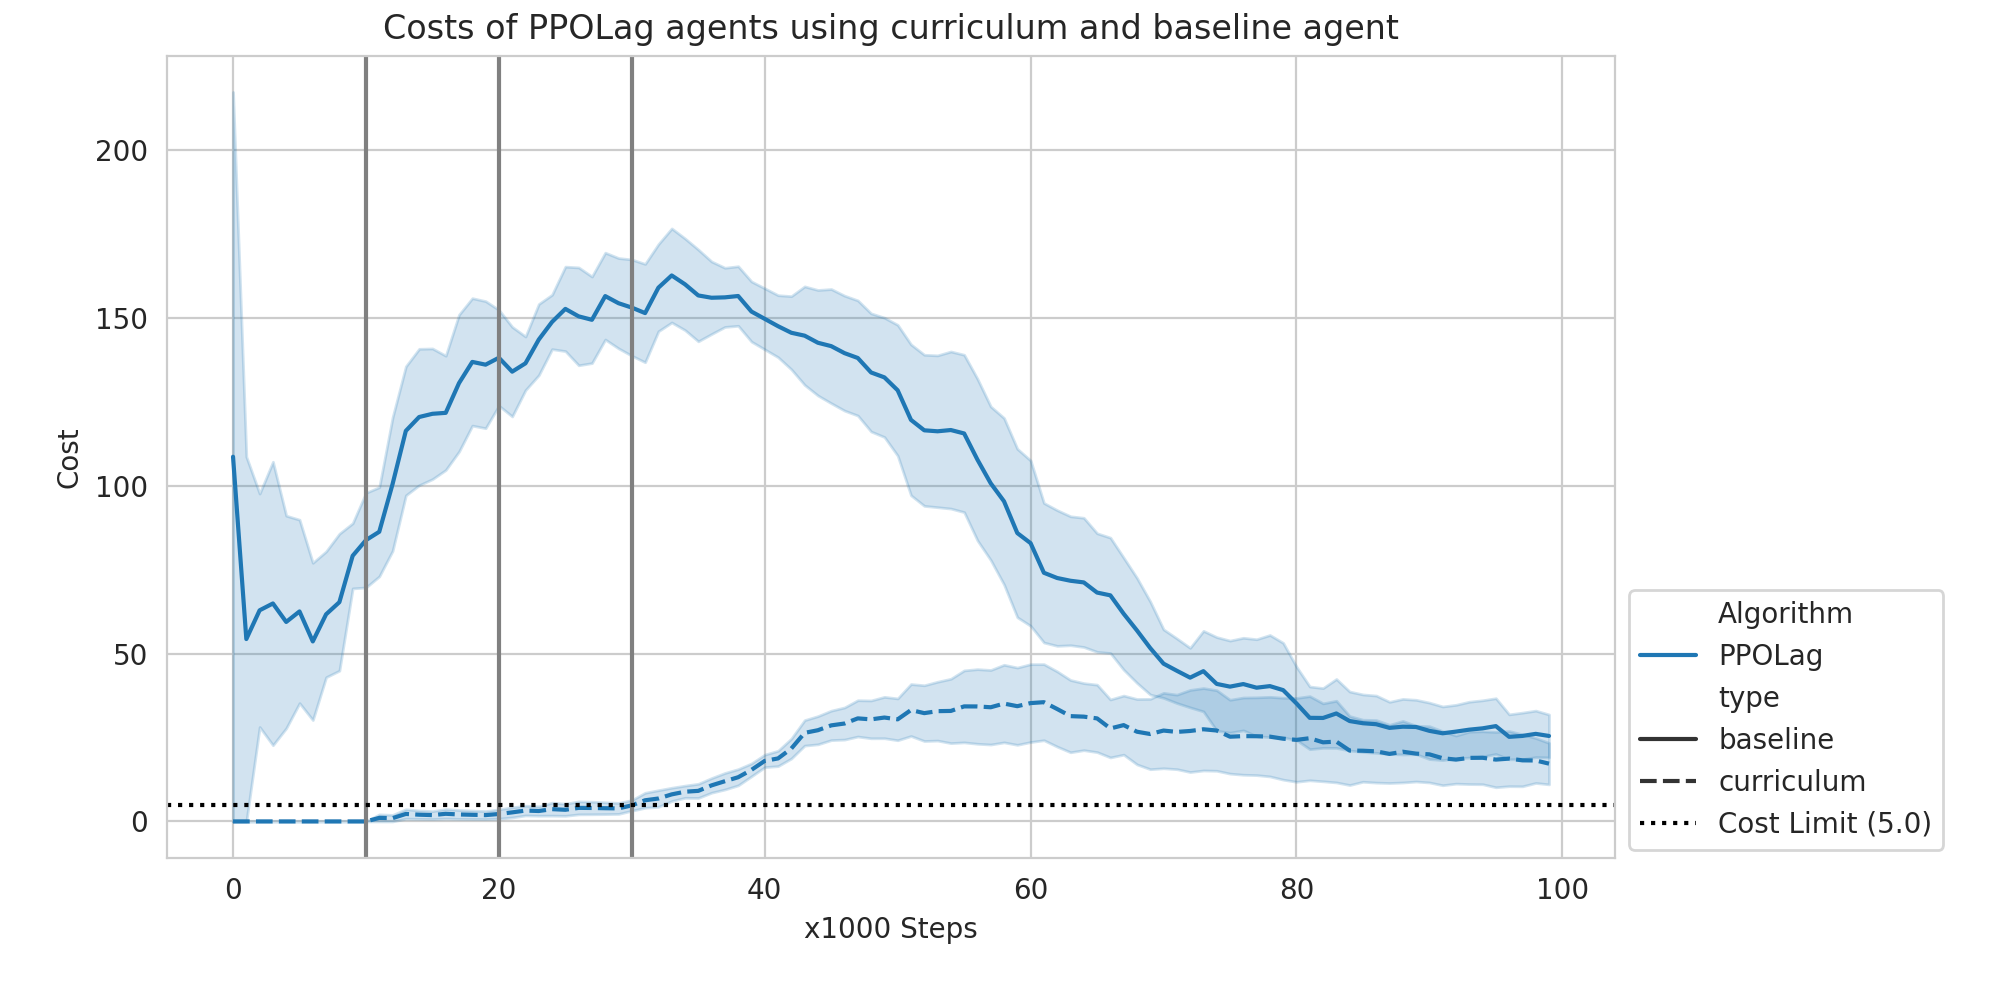 Costs of PPOLag agents using curriculum and baseline agent
200
150
100
50
0
Cost
0 20 40 60 80 100
x1000 Steps
Algorithm
PPOLag
type
baseline
curriculum
Cost Limit (5.0)